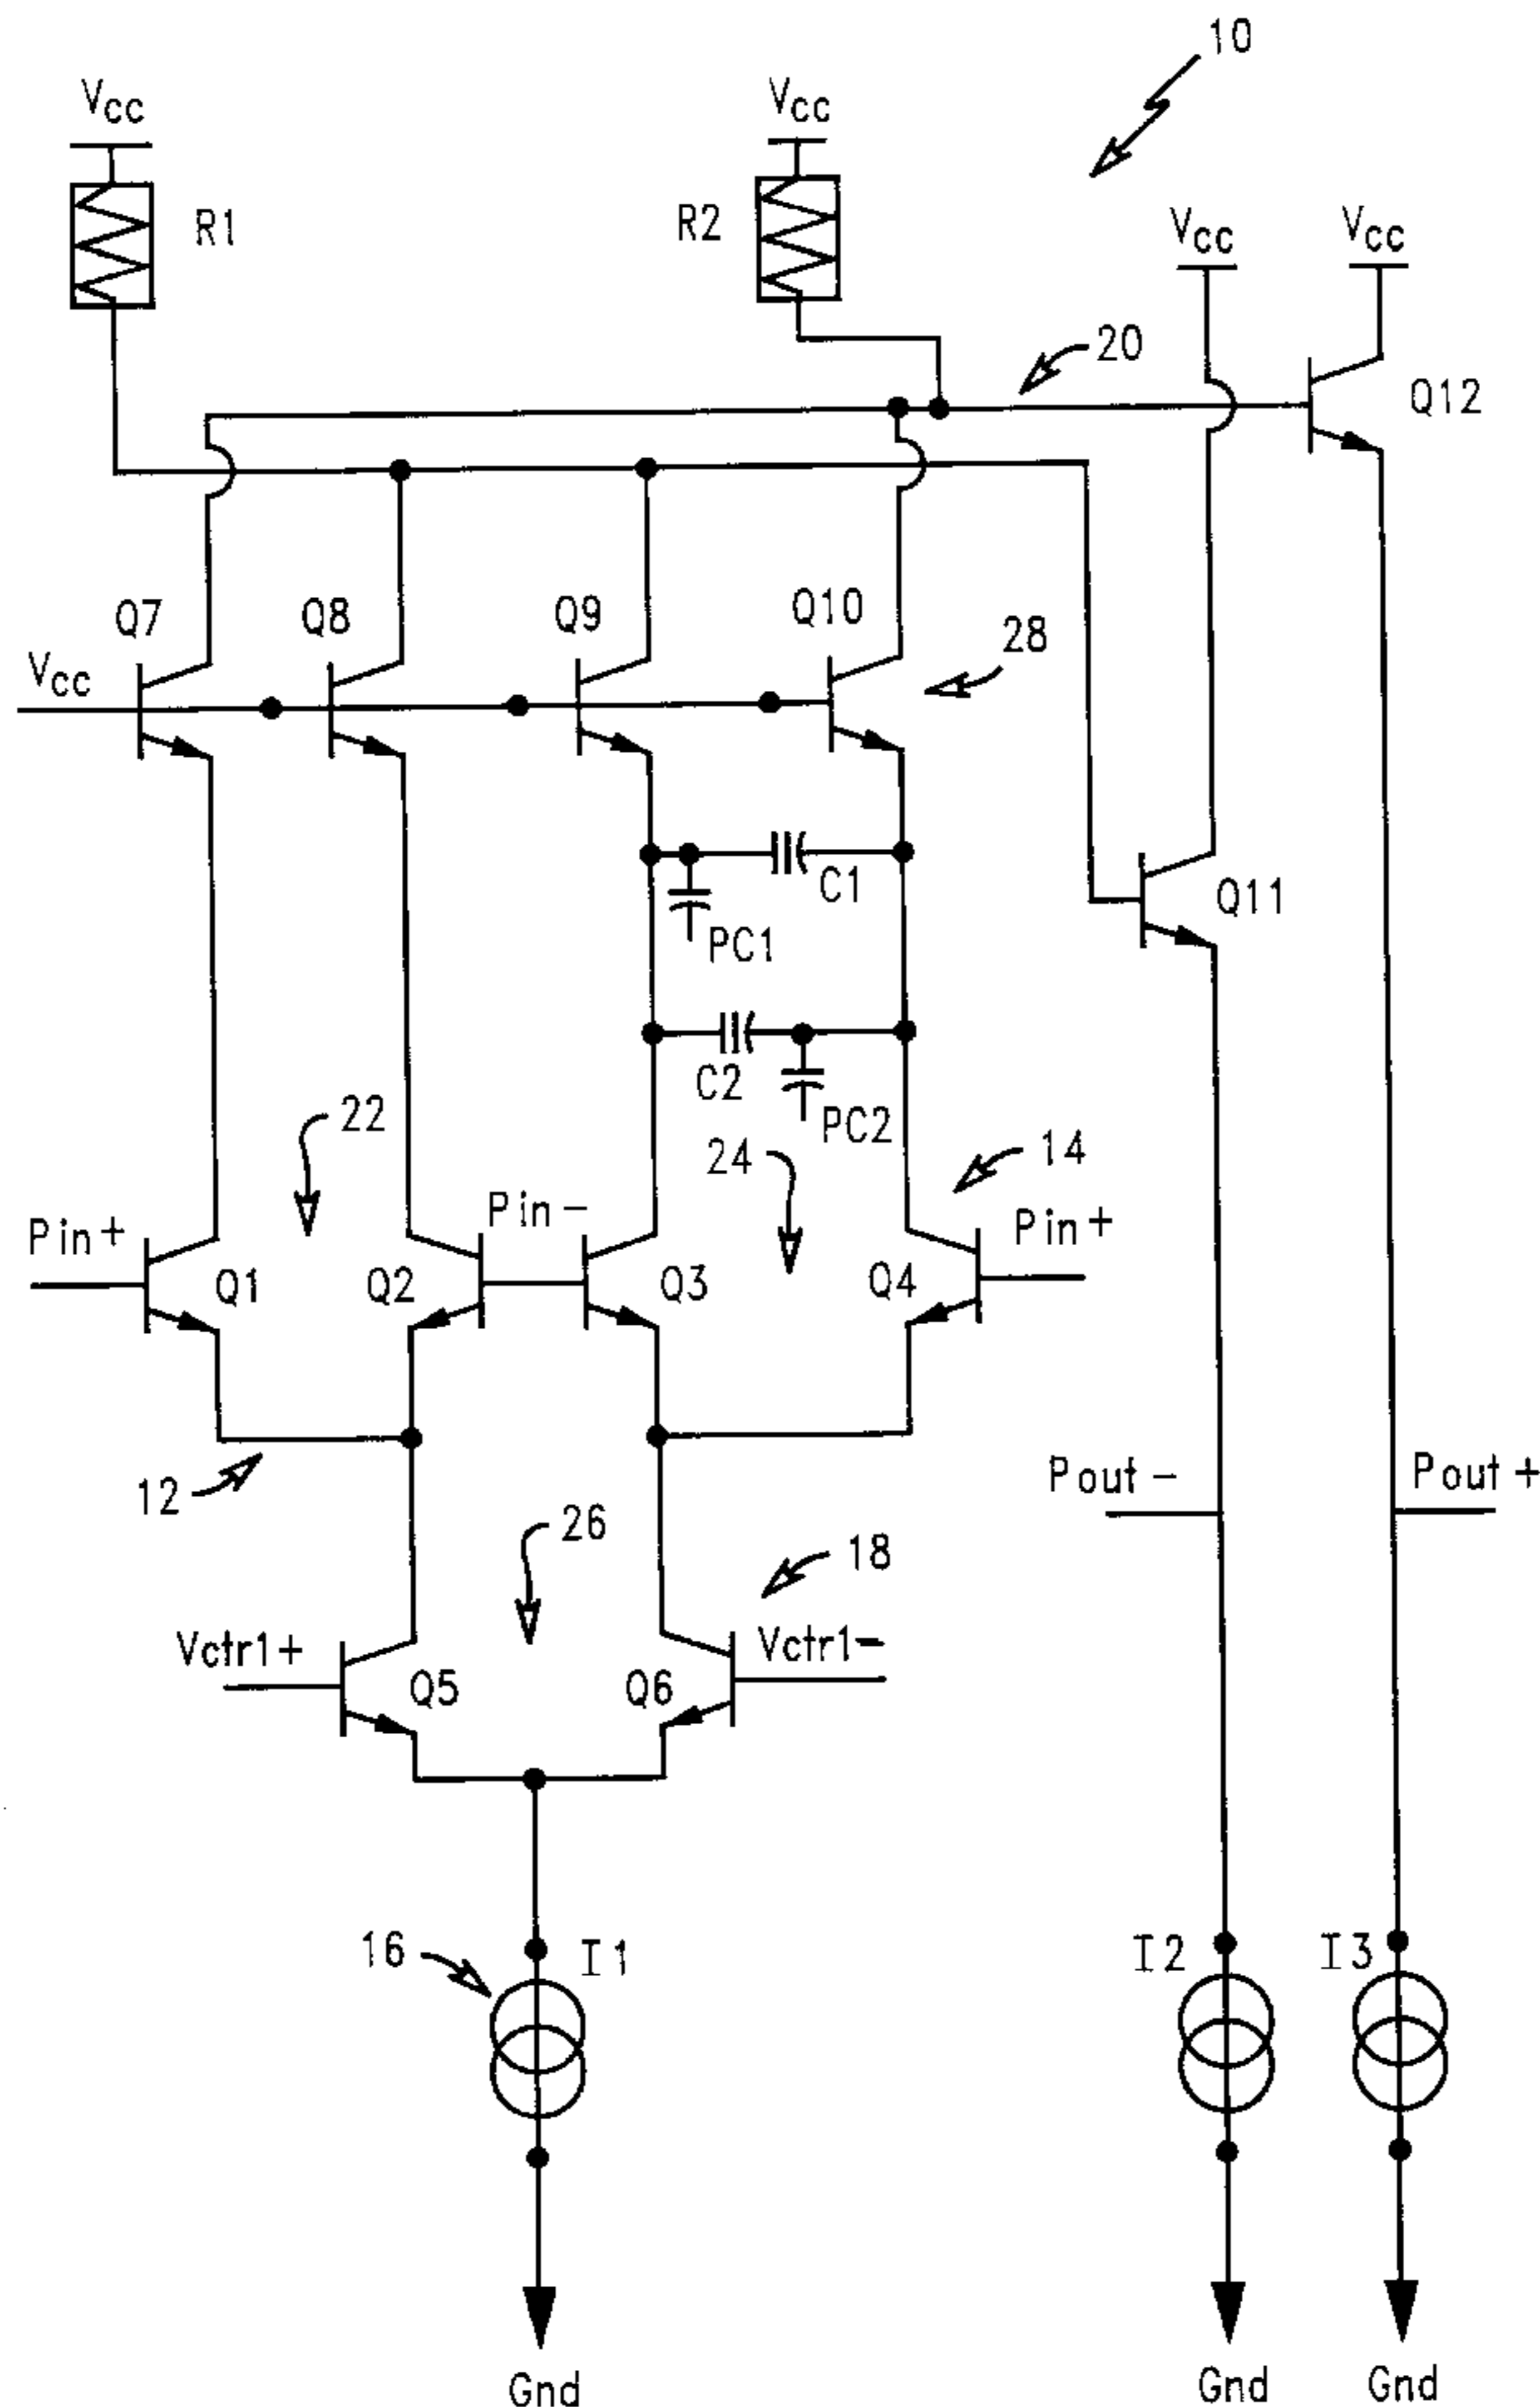 10
Vcc
Vcc
R1
R2
Vcc
Vcc
20
Q12
Q7
Q8
Q9
Q10
28
Vcc
C1
Q11
PC1
C2
PC2
22
24
14
Pin+
Pin-
Pin+
Q1
Q2
Q3
Q4
12
Pout-
Pout+
26
18
Vctr1+
Vctr1-
Q5
Q6
16
I1
I2
I3
Gnd
Gnd
Gnd